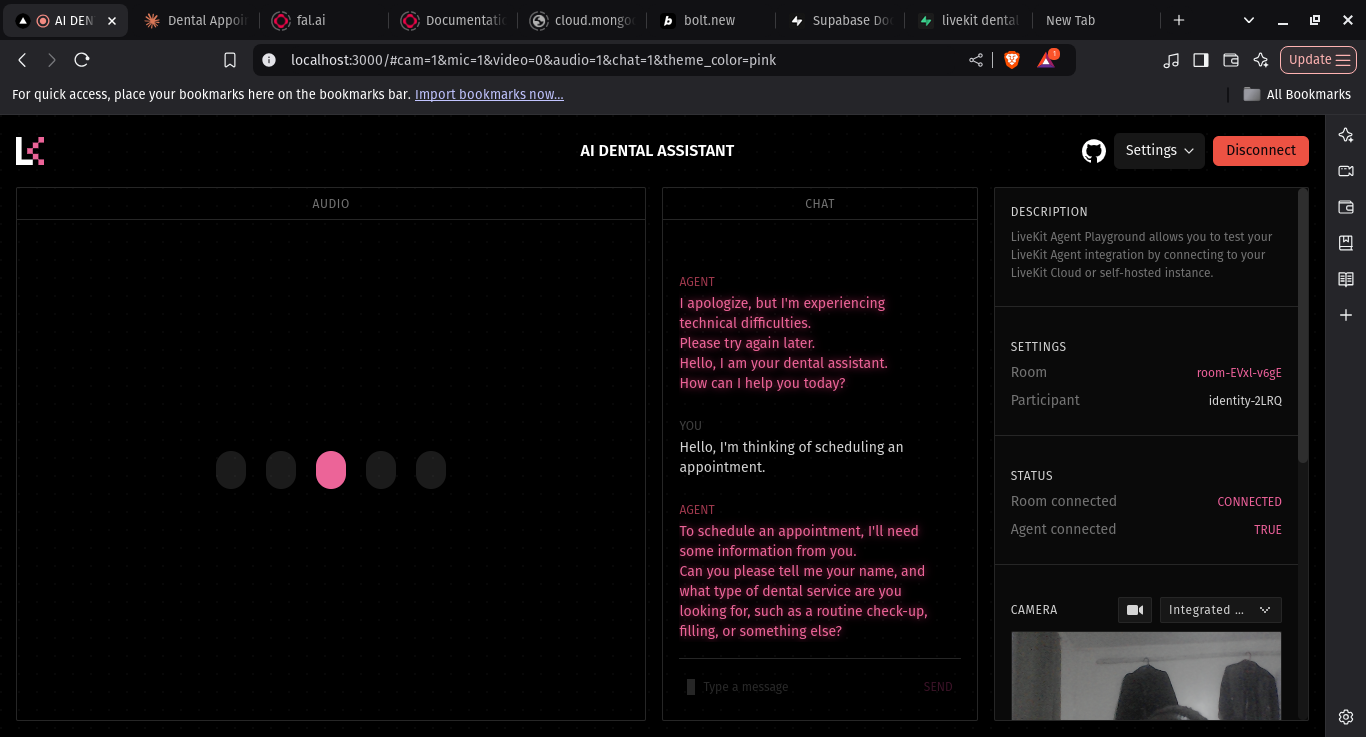 AI DEN
Dental Appoi
fal.ai
Documentatio
cloud.mongo
bolt.new
Supabase Do
livekit dental
New Tab
localhost:3000/#cam=1&mic=1&video=0&audio=1&chat=1&theme_color=pink
1
Update
For quick access, place your bookmarks here on the bookmarks bar. Import bookmarks now...
All Bookmarks
AI DENTAL ASSISTANT
Settings
Disconnect
AUDIO
CHAT
AGENT
I apologize, but I'm experiencing
technical difficulties.
Please try again later.
Hello, I am your dental assistant.
How can I help you today?
YOU
Hello, I'm thinking of scheduling an
appointment.
AGENT
To schedule an appointment, I'll need
some information from you.
Can you please tell me your name, and
what type of dental service are you
looking for, such as a routine check-up,
filling, or something else?
Type a message
SEND
DESCRIPTION
LiveKit Agent Playground allows you to test your
LiveKit Agent integration by connecting to your
LiveKit Cloud or self-hosted instance.
SETTINGS
Room room-EVxl-v6gE
Participant identity-2LRQ
STATUS
Room connected CONNECTED
Agent connected TRUE
CAMERA
Integrated ...